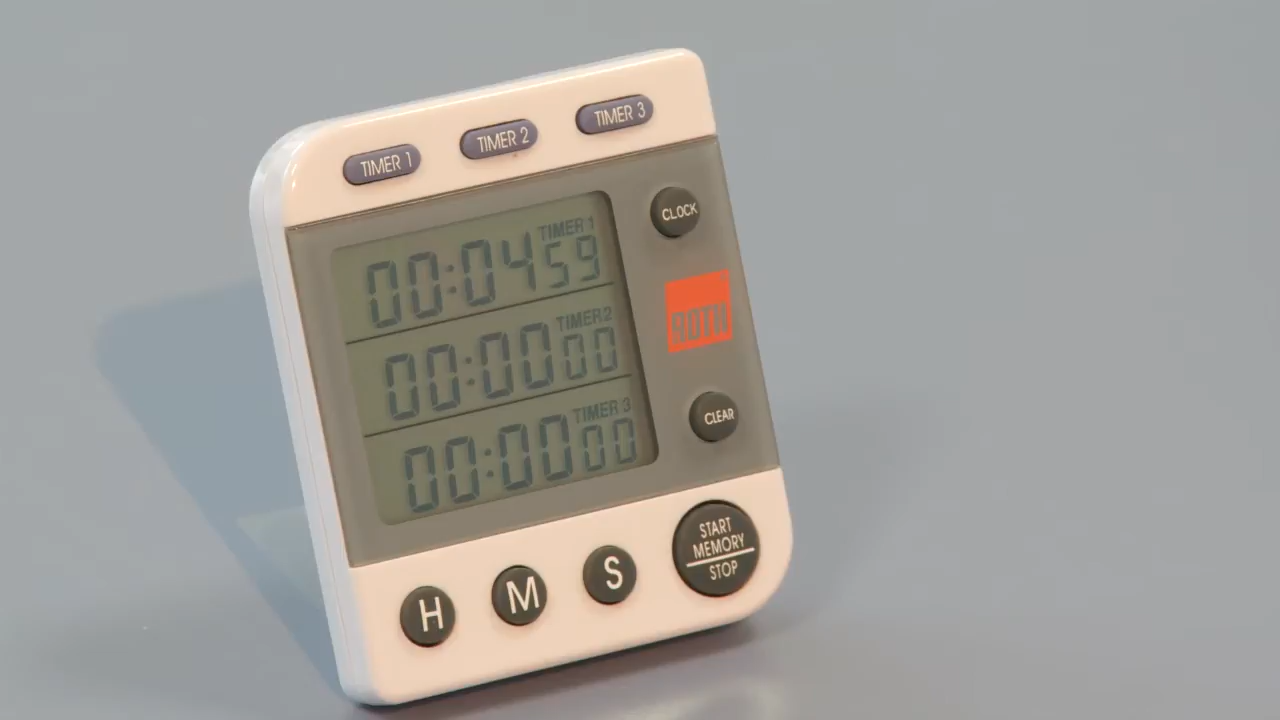 TIMER 1 TIMER 2 TIMER 3
CLOCK
TIMER 1
00:04 59
ROTH
TIMER 2
00:00 00
TIMER 3
00:00 00
CLEAR
START
MEMORY
STOP
H M S